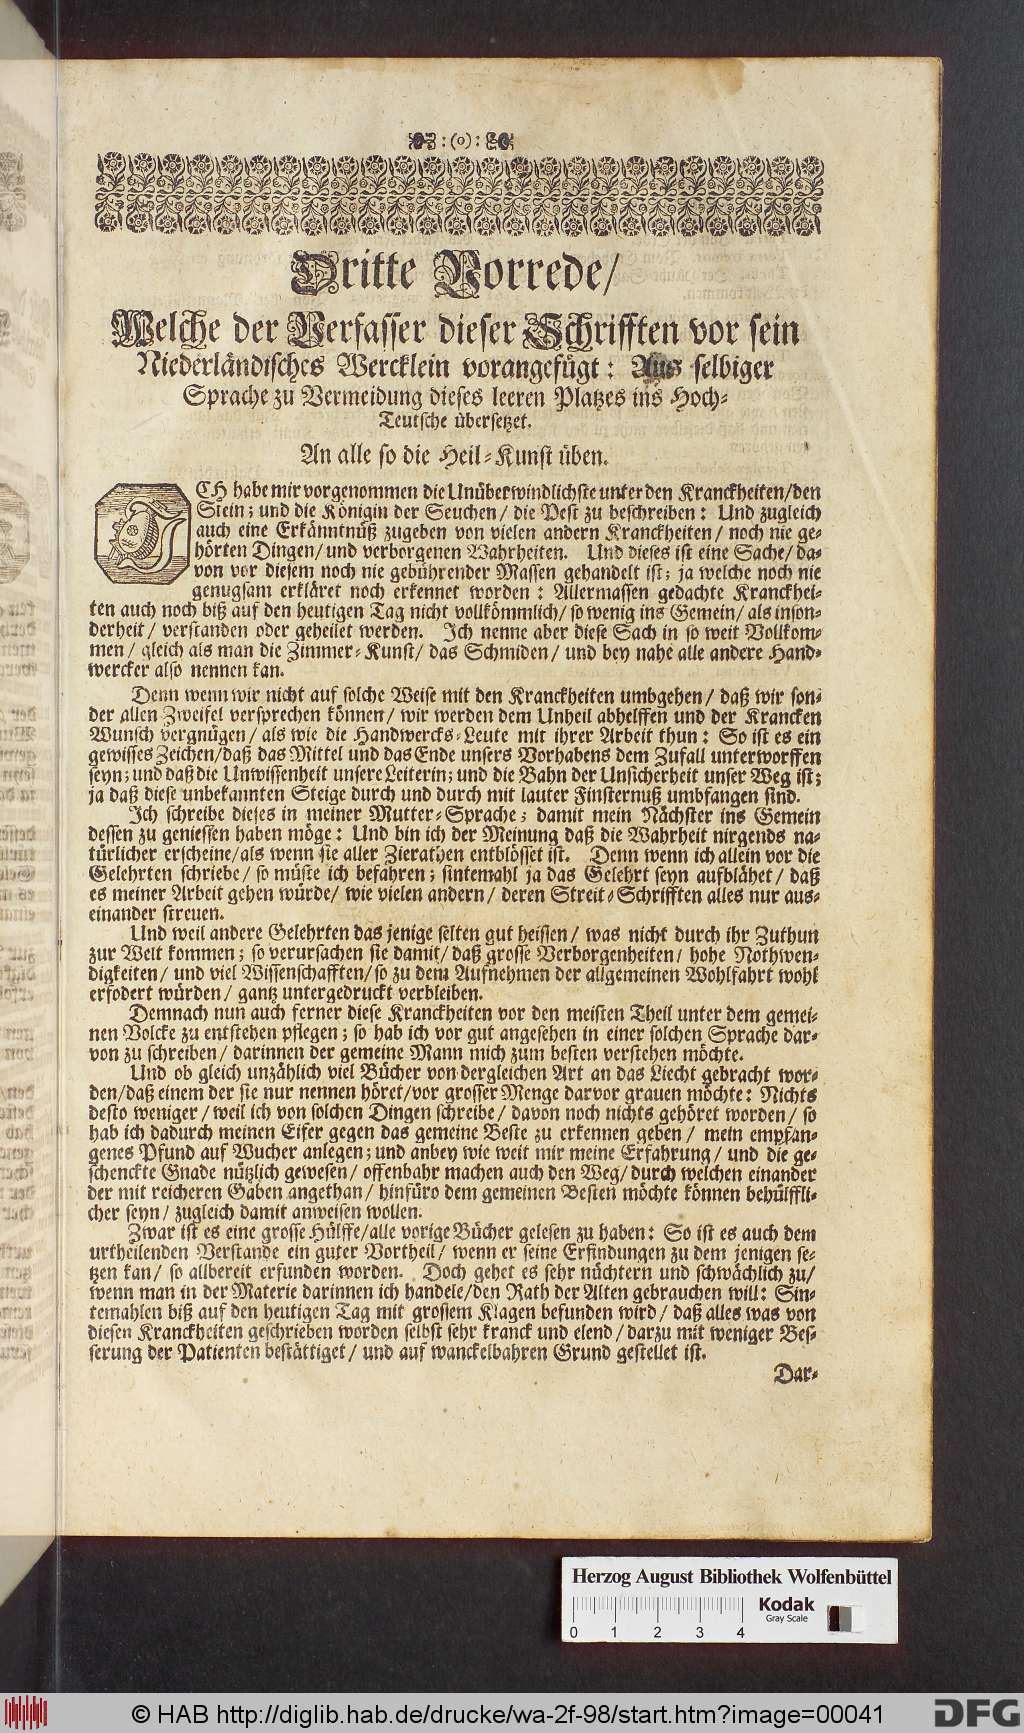 :(o):
Dritte Vorrede/
Welche der Verfasser dieser Schrifften vor sein
Niederländisches Wercklein vorangefügt: Aus selbiger
Sprache zu Vermeidung dieses leeren Platzes ins Hoch-
Teutsche übersetzet.
An alle so die Heil-Kunst üben.
ICH habe mir vorgenommen die Unüberwindlichste unter den Kranckheiten/den
Stein; und die Königin der Seuchen/ die Pest zu beschreiben: Und zugleich
auch eine Erkänntnüß zugeben von vielen andern Kranckheiten/ noch nie ge-
hörten Dingen/ und verborgenen Wahrheiten. Und dieses ist eine Sache/ da-
von vor diesem noch nie gebührender Massen gehandelt ist; ja welche noch nie
genugsam erkläret noch erkennet worden: Allermassen gedachte Kranckhei-
ten auch noch biß auf den heutigen Tag nicht vollkömmlich/ so wenig ins Gemein/ als inson-
derheit/ verstanden oder geheilet werden. Ich nenne aber diese Sach in so weit Vollkom-
men/ gleich als man die Zimmer-Kunst/ das Schmiden/ und bey nahe alle andere Hand-
wercker also nennen kan.
Denn wenn wir nicht auf solche Weise mit den Kranckheiten umbgehen/ daß wir son-
der allen Zweifel versprechen können/ wir werden dem Unheil abhelffen und der Krancken
Wunsch vergnügen/ als wie die Handwercks-Leute mit ihrer Arbeit thun: So ist es ein
gewisses Zeichen/daß das Mittel und das Ende unsers Vorhabens dem Zufall unterworffen
seyn; und daß die Unwissenheit unsere Leiterin; und die Bahn der Unsicherheit unser Weg ist;
ja daß diese unbekannten Steige durch und durch mit lauter Finsternuß umbfangen sind.
Ich schreibe dieses in meiner Mutter-Sprache; damit mein Nächster ins Gemein
dessen zu geniessen haben möge: Und bin ich der Meinung daß die Wahrheit nirgends na-
türlicher erscheine/als wenn sie aller Zierathen entblösset ist. Denn wenn ich allein vor die
Gelehrten schriebe/ so müste ich befahren; sintemahl ja das Gelehrt seyn aufblähet/ daß
es meiner Arbeit gehen würde/ wie vielen andern/ deren Streit-Schrifften alles nur aus-
einander streuen.
Und weil andere Gelehrten das jenige selten gut heissen/ was nicht durch ihr Zuthun
zur Welt kommen; so verursachen sie damit/ daß grosse Verborgenheiten/ hohe Nothwen-
digkeiten/ und viel Wissenschafften/ so zu dem Aufnehmen der allgemeinen Wohlfahrt wohl
erfodert würden/ gantz untergedruckt verbleiben.
Demnach nun auch ferner diese Kranckheiten vor den meisten Theil unter dem gemei-
nen Volcke zu entstehen pflegen; so hab ich vor gut angesehen in einer solchen Sprache dar-
von zu schreiben/ darinnen der gemeine Mann mich zum besten verstehen möchte.
Und ob gleich unzählich viel Bücher von dergleichen Art an das Liecht gebracht wor-
den/daß einem der sie nur nennen höret/vor grosser Menge darvor grauen möchte: Nichts
desto weniger/ weil ich von solchen Dingen schreibe/ davon noch nichts gehöret worden/ so
hab ich dadurch meinen Eifer gegen das gemeine Beste zu erkennen geben/ mein empfan-
genes Pfund auf Wucher anlegen; und anbey wie weit mir meine Erfahrung/ und die ge-
schenckte Gnade nützlich gewesen/ offenbahr machen auch den Weg/ durch welchen einander
der mit reicheren Gaben angethan/ hinfüro dem gemeinen Besten möchte können behülffli-
cher seyn/ zugleich damit anweisen wollen.
Zwar ist es eine grosse Hülffe/alle vorige Bücher gelesen zu haben: So ist es auch dem
urtheilenden Verstande ein guter Vortheil/ wenn er seine Erfindungen zu dem jenigen se-
tzen kan/ so allbereit erfunden worden. Doch gehet es sehr nüchtern und schwächlich zu/
wenn man in der Materie darinnen ich handele/den Rath der Alten gebrauchen will: Sin-
temahlen biß auf den heutigen Tag mit grossem Klagen befunden wird/ daß alles was von
diesen Kranckheiten geschrieben worden selbst sehr kranck und elend/ darzu mit weniger Bes-
serung der Patienten bestättiget/ und auf wanckelbahren Grund gestellet ist.
Dar-
Herzog August Bibliothek Wolfenbüttel
Kodak
Gray Scale
0 1 2 3 4
© HAB http://diglib.hab.de/drucke/wa-2f-98/start.htm?image=00041
DFG